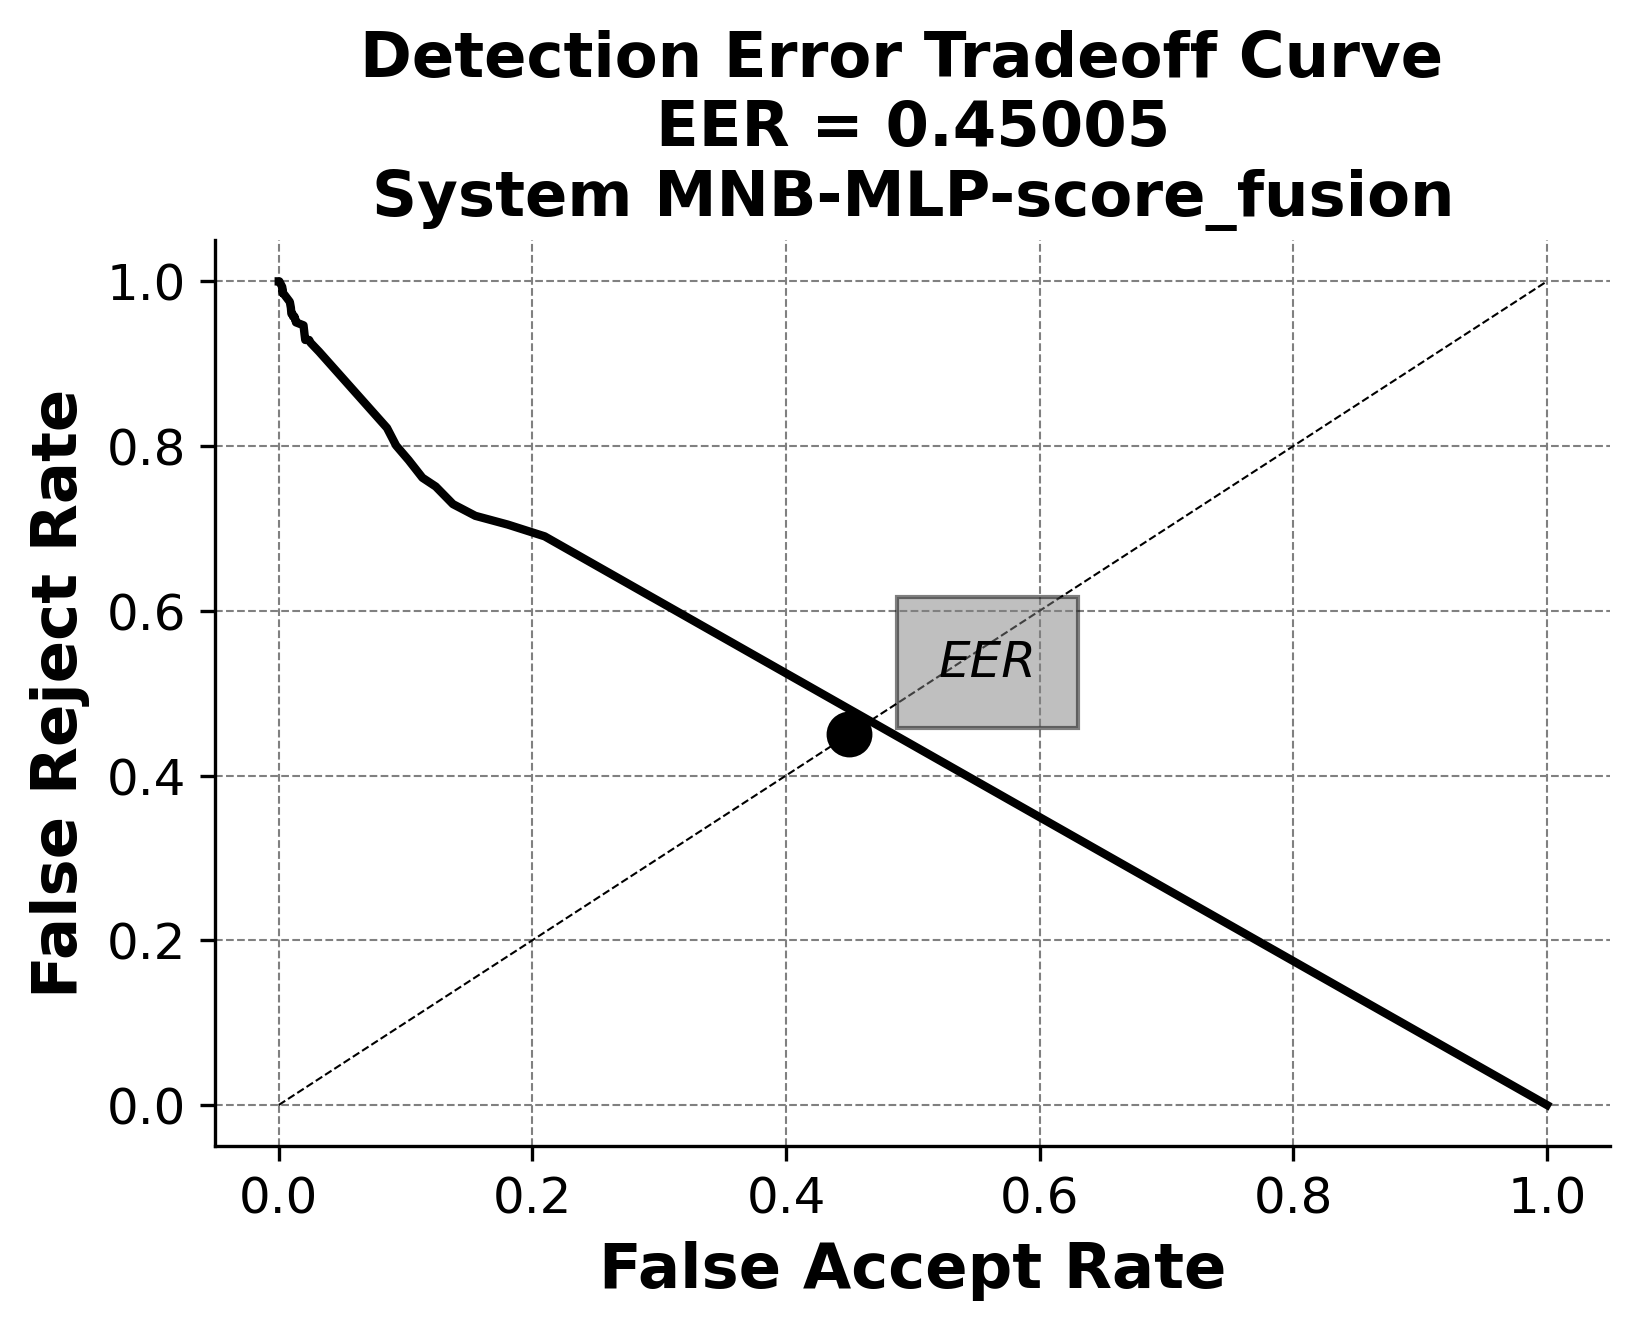 Detection Error Tradeoff Curve
EER = 0.45005
System MNB-MLP-score_fusion
False Reject Rate
1.0
0.8
0.6
0.4
0.2
0.0
EER
0.0 0.2 0.4 0.6 0.8 1.0
False Accept Rate